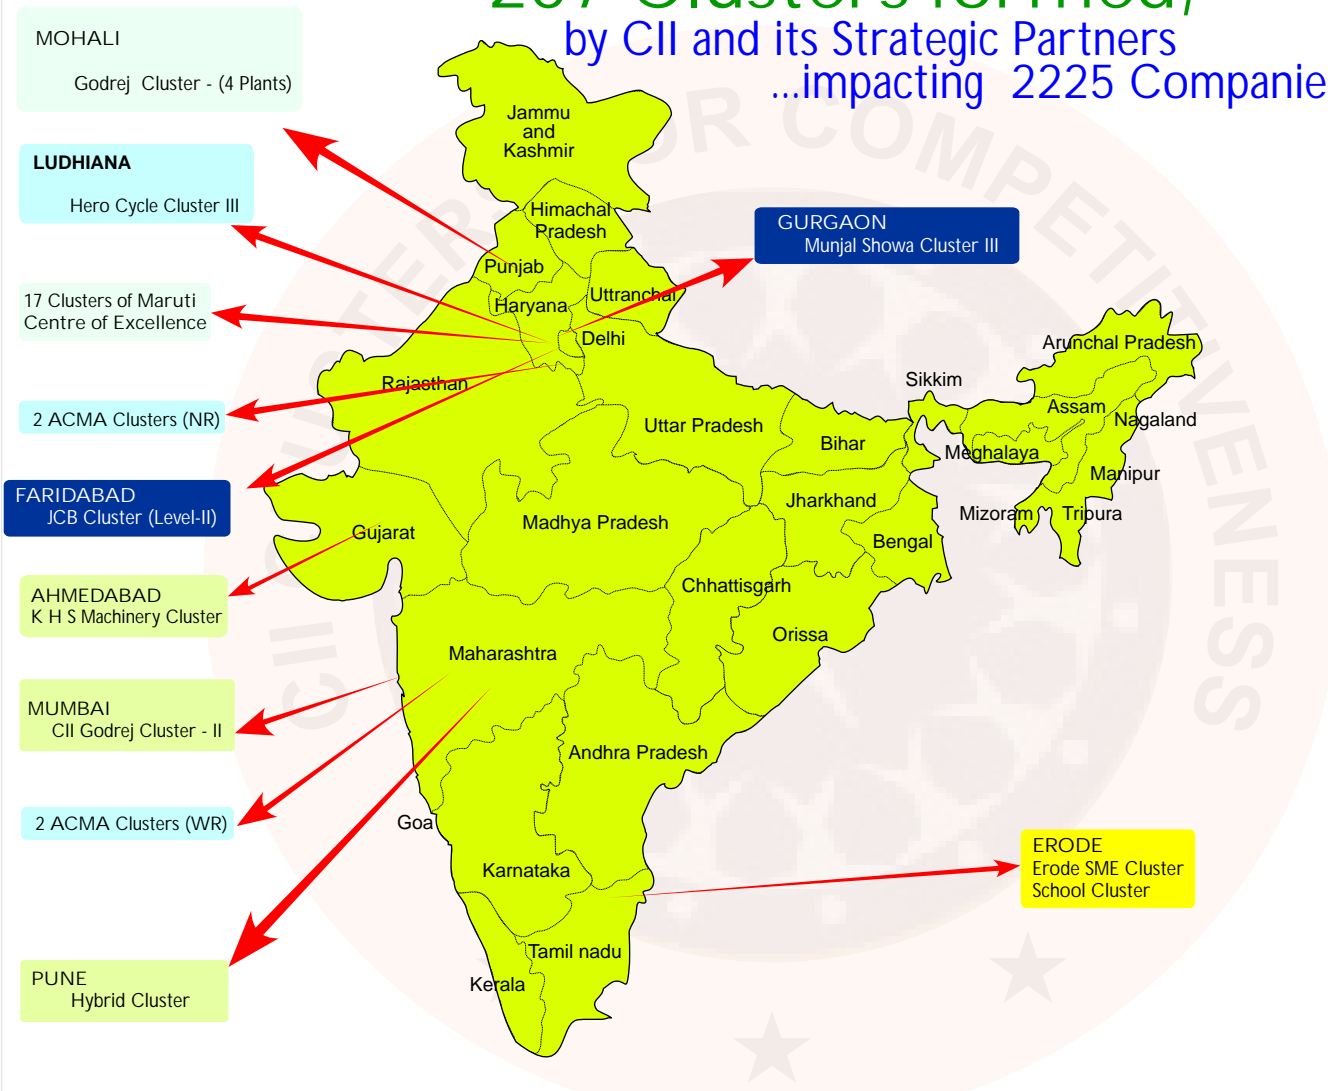 Clusters formed,
by CII and its Strategic Partners
...impacting 2225 Companie
MOHALI
Godrej Cluster - (4 Plants)
LUDHIANA
Hero Cycle Cluster III
17 Clusters of Maruti
Centre of Excellence
2 ACMA Clusters (NR)
FARIDABAD
JCB Cluster (Level-II)
AHMEDABAD
K H S Machinery Cluster
MUMBAI
CII Godrej Cluster - II
2 ACMA Clusters (WR)
PUNE
Hybrid Cluster
GURGAON
Munjal Showa Cluster III
ERODE
Erode SME Cluster
School Cluster
Jammu
and
Kashmir
Himachal
Pradesh
Punjab
Haryana
Uttranchal
Delhi
Rajasthan
Uttar Pradesh
Bihar
Sikkim
Arunchal Pradesh
Assam
Nagaland
Meghalaya
Manipur
Mizoram
Tripura
Jharkhand
Bengal
Gujarat
Madhya Pradesh
Chhattisgarh
Orissa
Maharashtra
Andhra Pradesh
Goa
Karnataka
Tamil nadu
Kerala